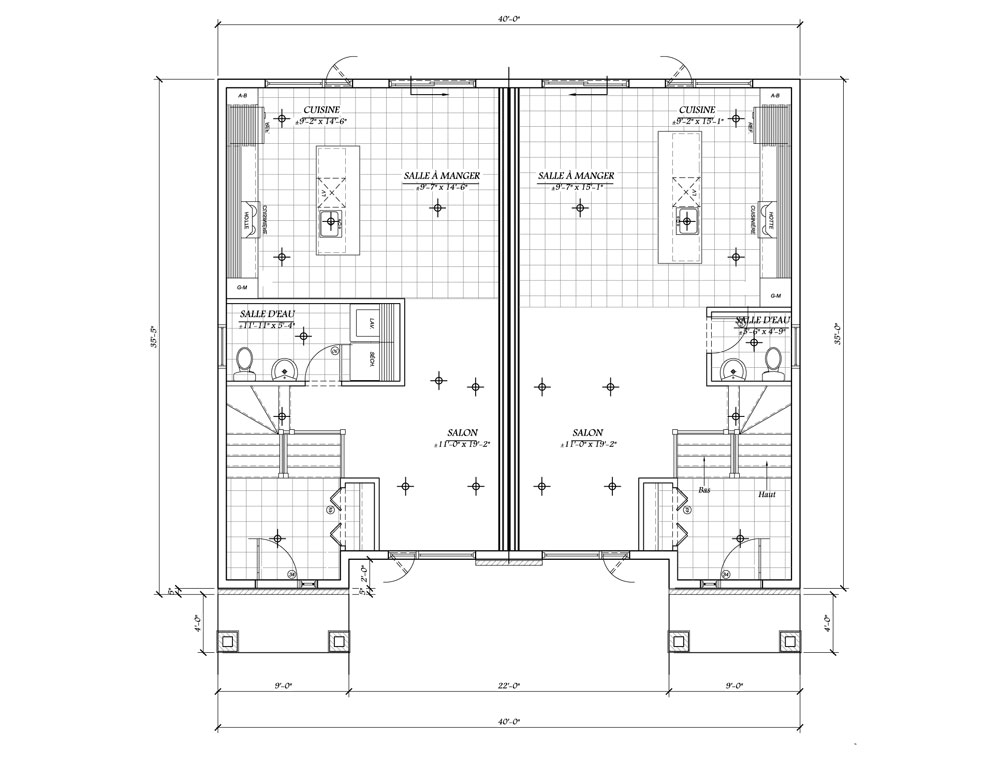 40'-0"
A-B
A-B
CUISINE
±9'-2" x 14'-6"
CUISINE
±9'-2" x 15'-1"
RÉF.
RÉF.
SALLE À MANGER
±9'-7" x 14'-6"
SALLE À MANGER
±9'-7" x 15'-1"
HOTTE
CUISINIÈRE
CUISINIÈRE
HOTTE
G-M
G-M
SALLE D'EAU
±11'-11" x 5'-4"
LAV.
SÉCH.
SALLE D'EAU
±5'-6" x 4'-9"
35'-5"
35'-0"
SALON
±11'-0" x 19'-2"
SALON
±11'-0" x 19'-2"
Bas
Haut
2'-0"
5"
5"
4'-0"
4'-0"
9'-0"
22'-0"
9'-0"
40'-0"